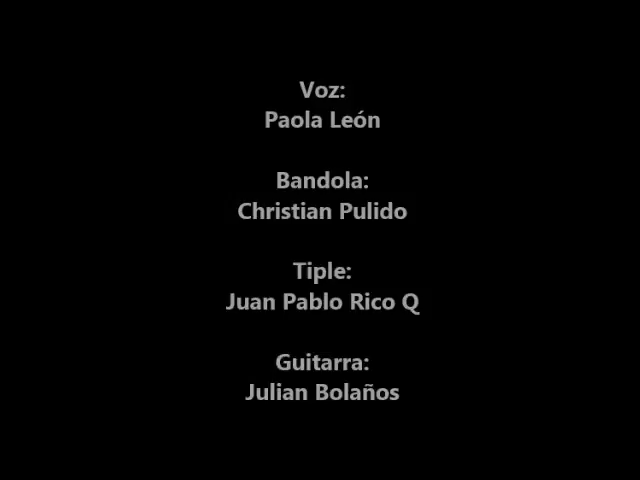 Voz:
Paola León
Bandola:
Christian Pulido
Tiple:
Juan Pablo Rico Q
Guitarra:
Julian Bolaños